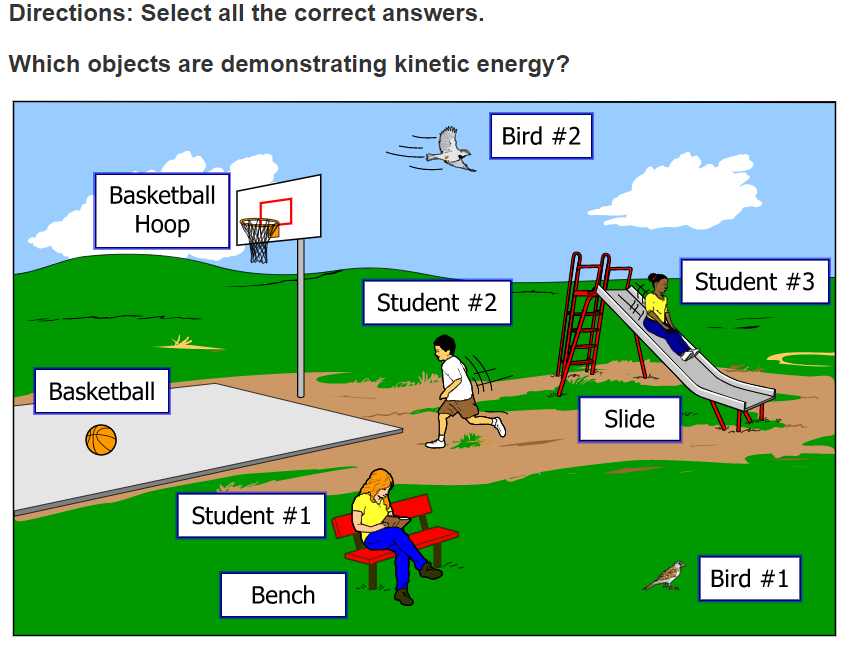 Directions: Select all the correct answers.
Which objects are demonstrating kinetic energy?
Bird #2
Basketball
Hoop
Student #3
Student #2
Basketball
Slide
Student #1
Bird #1
Bench